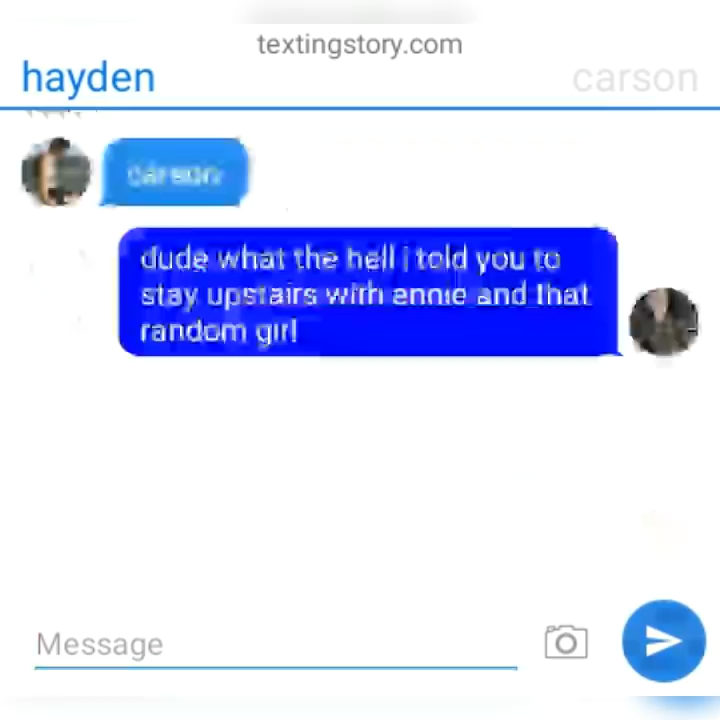 textingstory.com
hayden carson
carson
dude what the hell i told you to
stay upstairs with ennie and that
random girl
Message